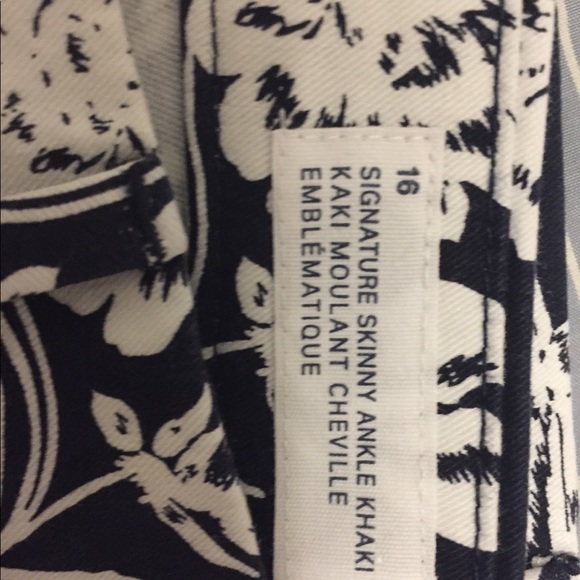 16
SIGNATURE SKINNY ANKLE KHAKI
KAKI MOULANT CHEVILLE
EMBLÉMATIQUE